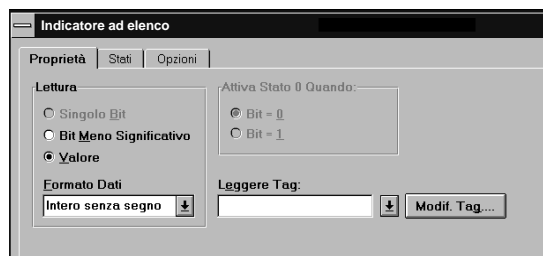 Indicatore ad elenco
Proprietà Stati Opzioni
Lettura
Singolo Bit
Bit Meno Significativo
Valore
Formato Dati
Intero senza segno
Attiva Stato 0 Quando:
Bit = 0
Bit = 1
Leggere Tag:
Modif. Tag....